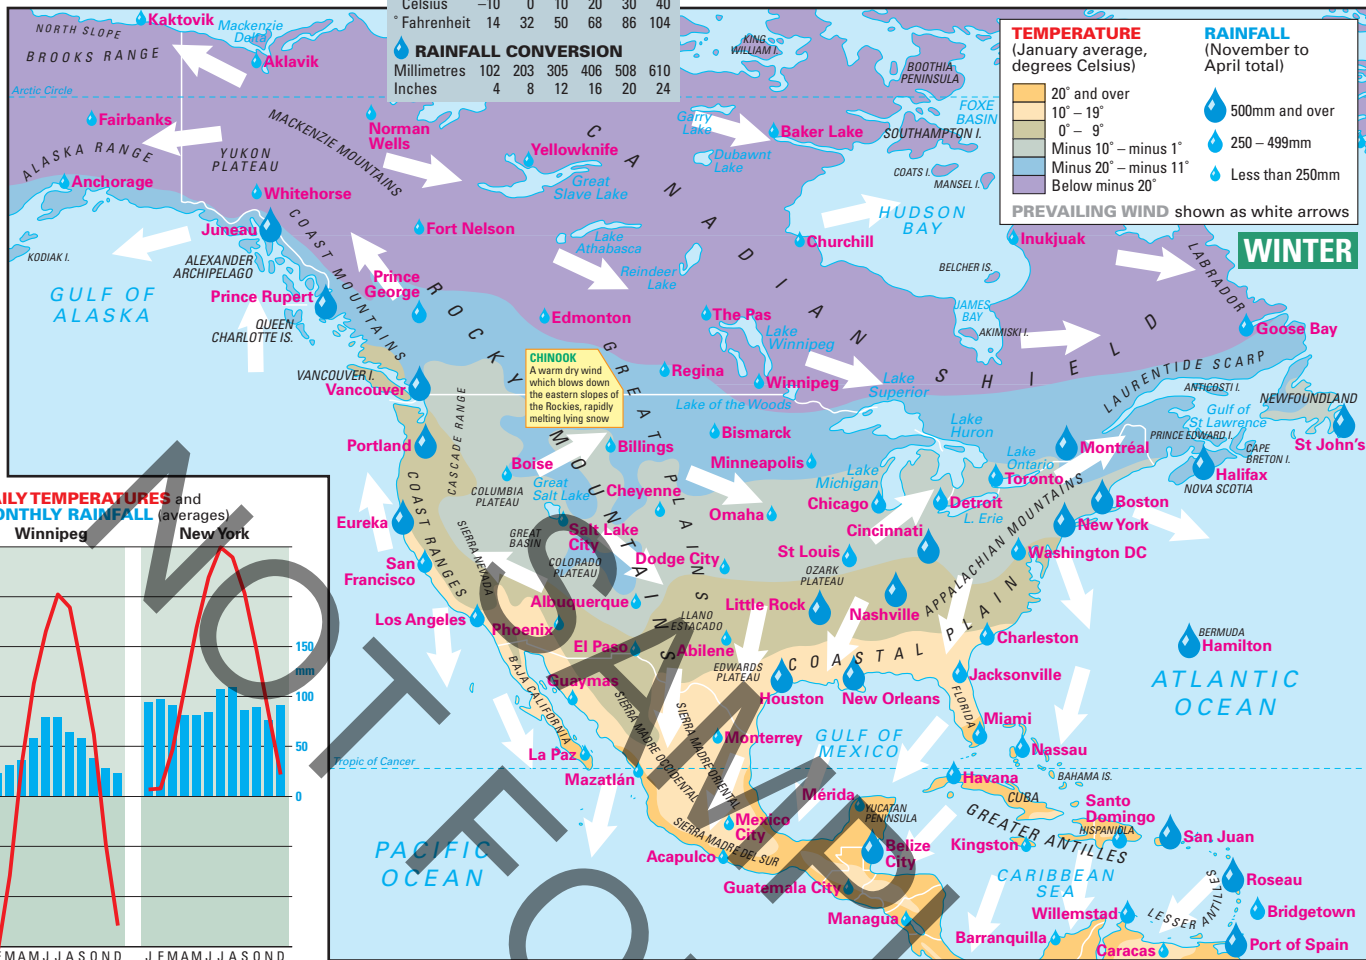 Celsius −10 0 10 20 30 40
° Fahrenheit 14 32 50 68 86 104
RAINFALL CONVERSION
Millimetres 102 203 305 406 508 610
Inches 4 8 12 16 20 24
TEMPERATURE
(January average,
degrees Celsius)
20° and over
10° – 19°
0° – 9°
Minus 10° – minus 1°
Minus 20° – minus 11°
Below minus 20°
RAINFALL
(November to
April total)
500mm and over
250 – 499mm
Less than 250mm
PREVAILING WIND shown as white arrows
WINTER
Kaktovik
NORTH SLOPE
BROOKS RANGE
Mackenzie
Delta
Aklavik
Arctic Circle
KING
WILLIAM I.
BOOTHIA
PENINSULA
FOXE
BASIN
Fairbanks
ALASKA RANGE
YUKON
PLATEAU
MACKENZIE MOUNTAINS
Norman
Wells
Yellowknife
Great
Slave Lake
Garry
Lake
Baker Lake
Dubawnt
Lake
SOUTHAMPTON I.
COATS I.
MANSEL I.
Anchorage
Whitehorse
Juneau
COAST MOUNTAINS
Fort Nelson
Lake
Athabasca
Reindeer
Lake
CANADIAN SHIELD
Churchill
HUDSON
BAY
Inukjuak
BELCHER IS.
LABRADOR
KODIAK I.
ALEXANDER
ARCHIPELAGO
GULF OF
ALASKA
Prince Rupert
QUEEN
CHARLOTTE IS.
Prince
George
ROCKY MOUNTAINS
Edmonton
The Pas
Lake
Winnipeg
JAMES
BAY
AKIMISKI I.
Goose Bay
LAURENTIDE SCARP
ANTICOSTI I.
NEWFOUNDLAND
Gulf of
St Lawrence
St John's
PRINCE EDWARD I.
CAPE
BRETON I.
Halifax
NOVA SCOTIA
CHINOOK
A warm dry wind
which blows down
the eastern slopes of
the Rockies, rapidly
melting lying snow
GREAT PLAINS
Regina
Winnipeg
Lake of the Woods
Lake
Superior
VANCOUVER I.
Vancouver
CASCADE RANGE
Bismarck
Lake
Huron
Lake
Ontario
Montréal
Portland
COAST RANGES
Boise
COLUMBIA
PLATEAU
Great
Salt Lake
Billings
Cheyenne
Minneapolis
Lake
Michigan
Chicago
Toronto
Detroit
L. Erie
Boston
New York
Washington DC
APPALACHIAN MOUNTAINS
Eureka
SIERRA NEVADA
GREAT
BASIN
Salt Lake
City
COLORADO
PLATEAU
Omaha
Dodge City
St Louis
Cincinnati
OZARK
PLATEAU
San
Francisco
Los Angeles
Phoenix
Albuquerque
El Paso
LLANO
ESTACADO
Abilene
EDWARDS
PLATEAU
Little Rock
Nashville
COASTAL PLAIN
Charleston
Jacksonville
BERMUDA
Hamilton
ATLANTIC
OCEAN
BAJA CALIFORNIA
Guaymas
SIERRA MADRE OCCIDENTAL
SIERRA MADRE ORIENTAL
Houston
New Orleans
FLORIDA
Miami
Nassau
BAHAMA IS.
GULF OF
MEXICO
Monterrey
La Paz
Tropic of Cancer
Mazatlán
Havana
CUBA
Mérida
YUCATAN
PENINSULA
Mexico
City
SIERRA MADRE DEL SUR
Acapulco
Belize
City
Guatemala City
Managua
GREATER ANTILLES
Kingston
Santo
Domingo
HISPANIOLA
San Juan
CARIBBEAN
SEA
Roseau
LESSER ANTILLES
Bridgetown
Willemstad
Barranquilla
Caracas
Port of Spain
PACIFIC
OCEAN
AILY TEMPERATURES and
ONTHLY RAINFALL (averages)
Winnipeg New York
150
mm
100
50
0
F M A M J J A S O N D J F M A M J J A S O N D
NOT FO
SAMPL